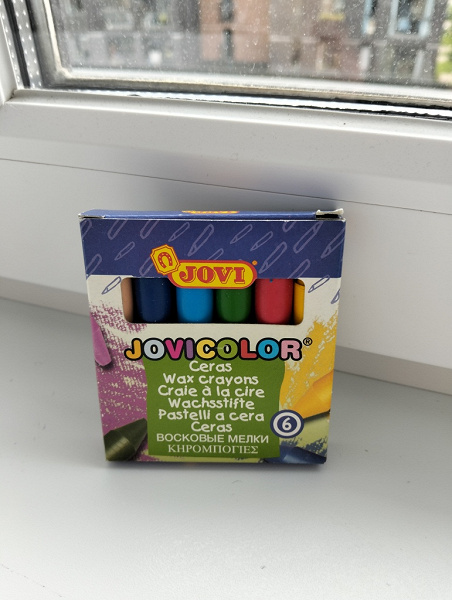 JOVI
JOVICOLOR®
Ceras
Wax crayons
Craie à la cire
Wachsstifte
Pastelli a cera
Ceras
ВОСКОВЫЕ МЕЛКИ
ΚΗΡΟΜΠΟΓΙΕΣ
6